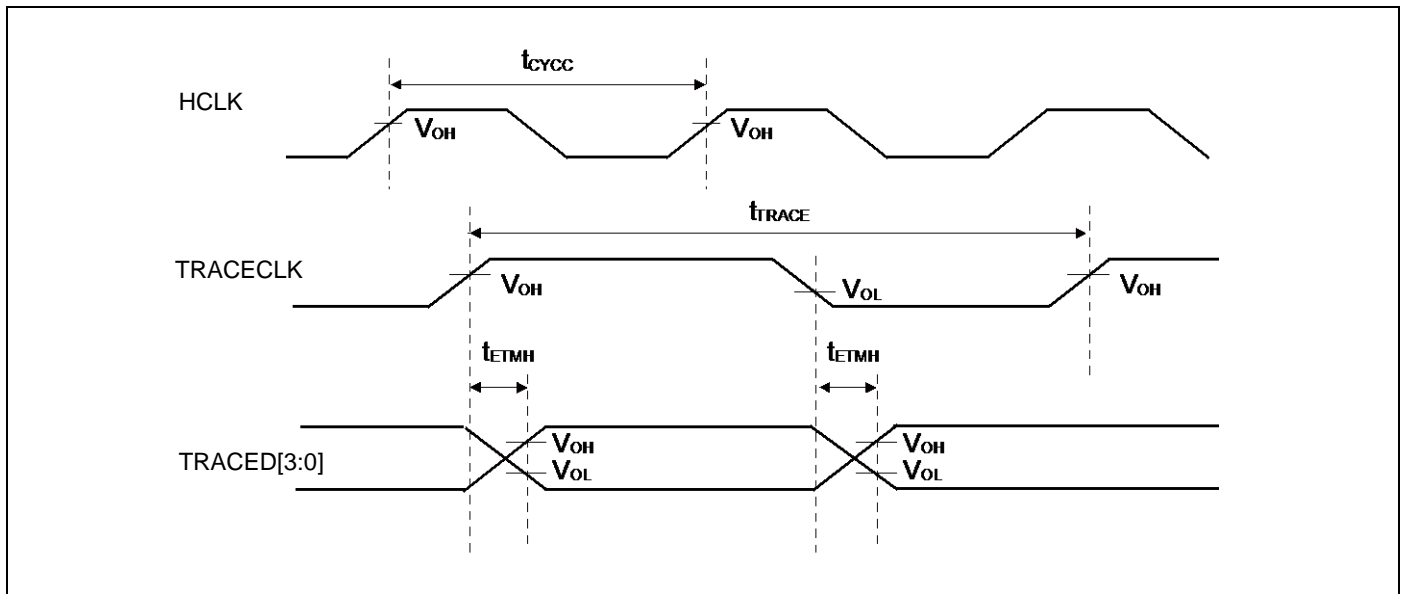 tCYCC
HCLK
VOH VOH
tTRACE
TRACECLK
VOH VOL VOH
tETMH tETMH
TRACED[3:0]
VOH VOH
VOL VOL